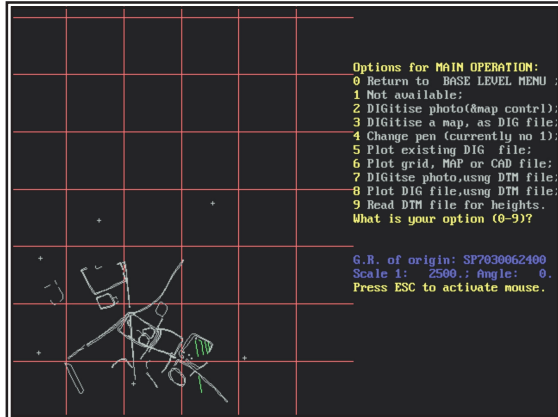 Options for MAIN OPERATION:
0 Return to BASE LEVEL MENU ;
1 Not available;
2 DIGitise photo(&map contrl);
3 DIGitise a map, as DIG file;
4 Change pen (currently no 1);
5 Plot existing DIG file;
6 Plot grid, MAP or CAD file;
7 DIGitse photo,usng DTM file;
8 Plot DIG file,usng DTM file;
9 Read DTM file for heights.
What is your option (0-9)?
G.R. of origin: SP7030062400
Scale 1: 2500.; Angle: 0.
Press ESC to activate mouse.